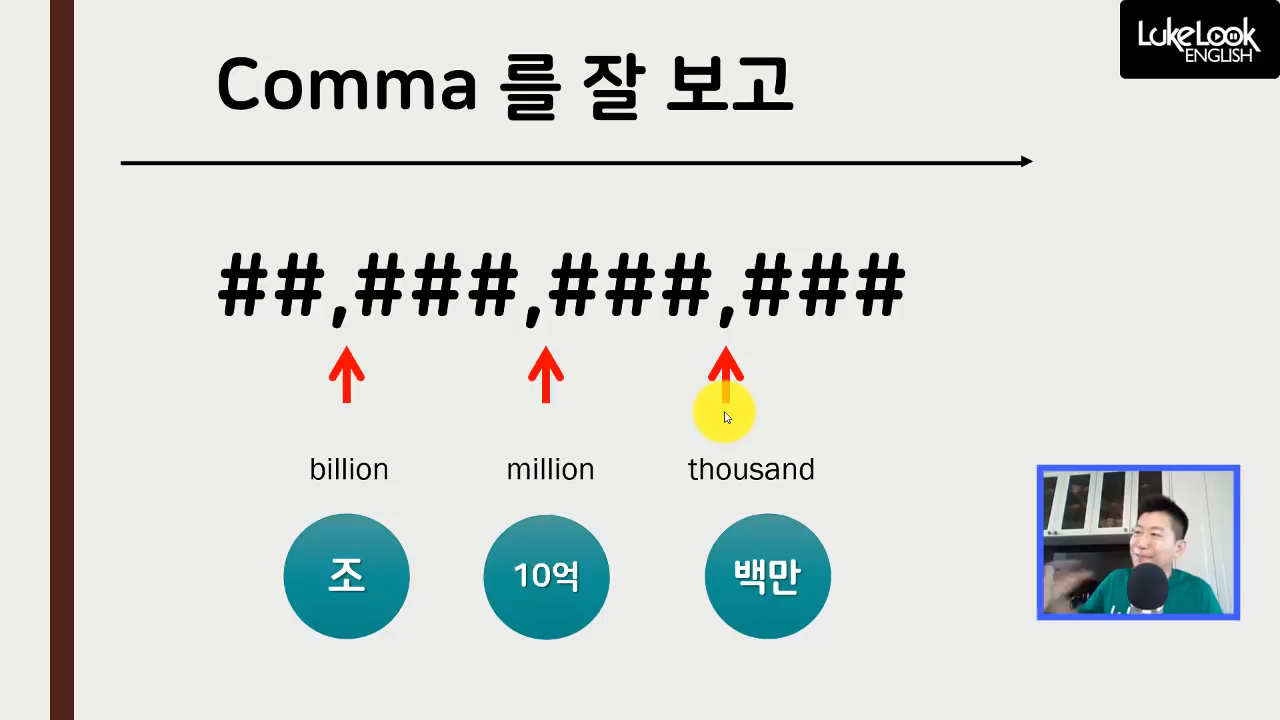 LukeLook
ENGLISH
Comma 를 잘 보고
##,###,###,###
billion million thousand
조 10억 백만